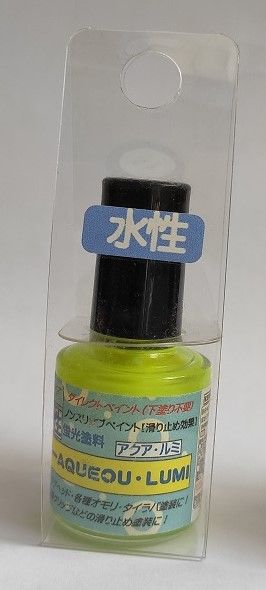 水性
ダイレクトペイント(下塗り不要)
ノンスリップペイント[滑り止め効果]
蛍光塗料
アクア・ルミ
AQUEOU・LUMI
ヘッド・各種オモリ・タイラバ塗装に!
などの滑り止め塗装に!